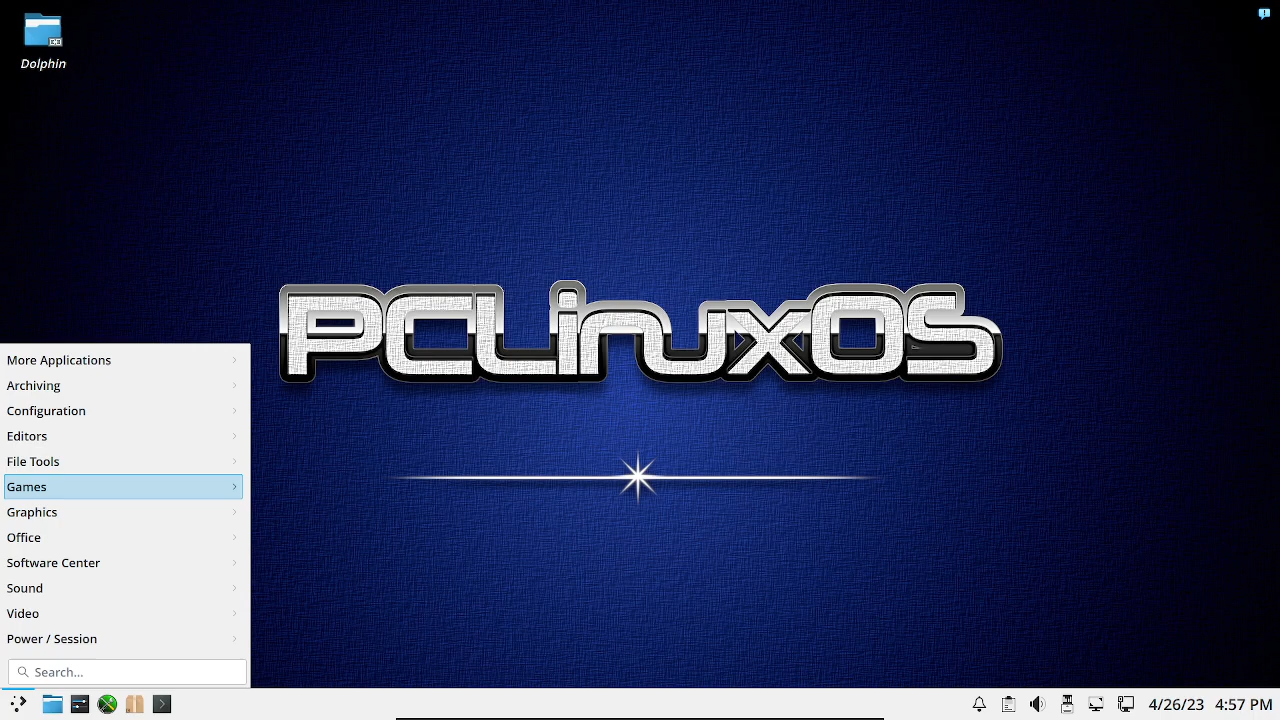 Dolphin
PCLinuxOS
More Applications
Archiving
Configuration
Editors
File Tools
Games
Graphics
Office
Software Center
Sound
Video
Power / Session
Search...
4/26/23 4:57 PM